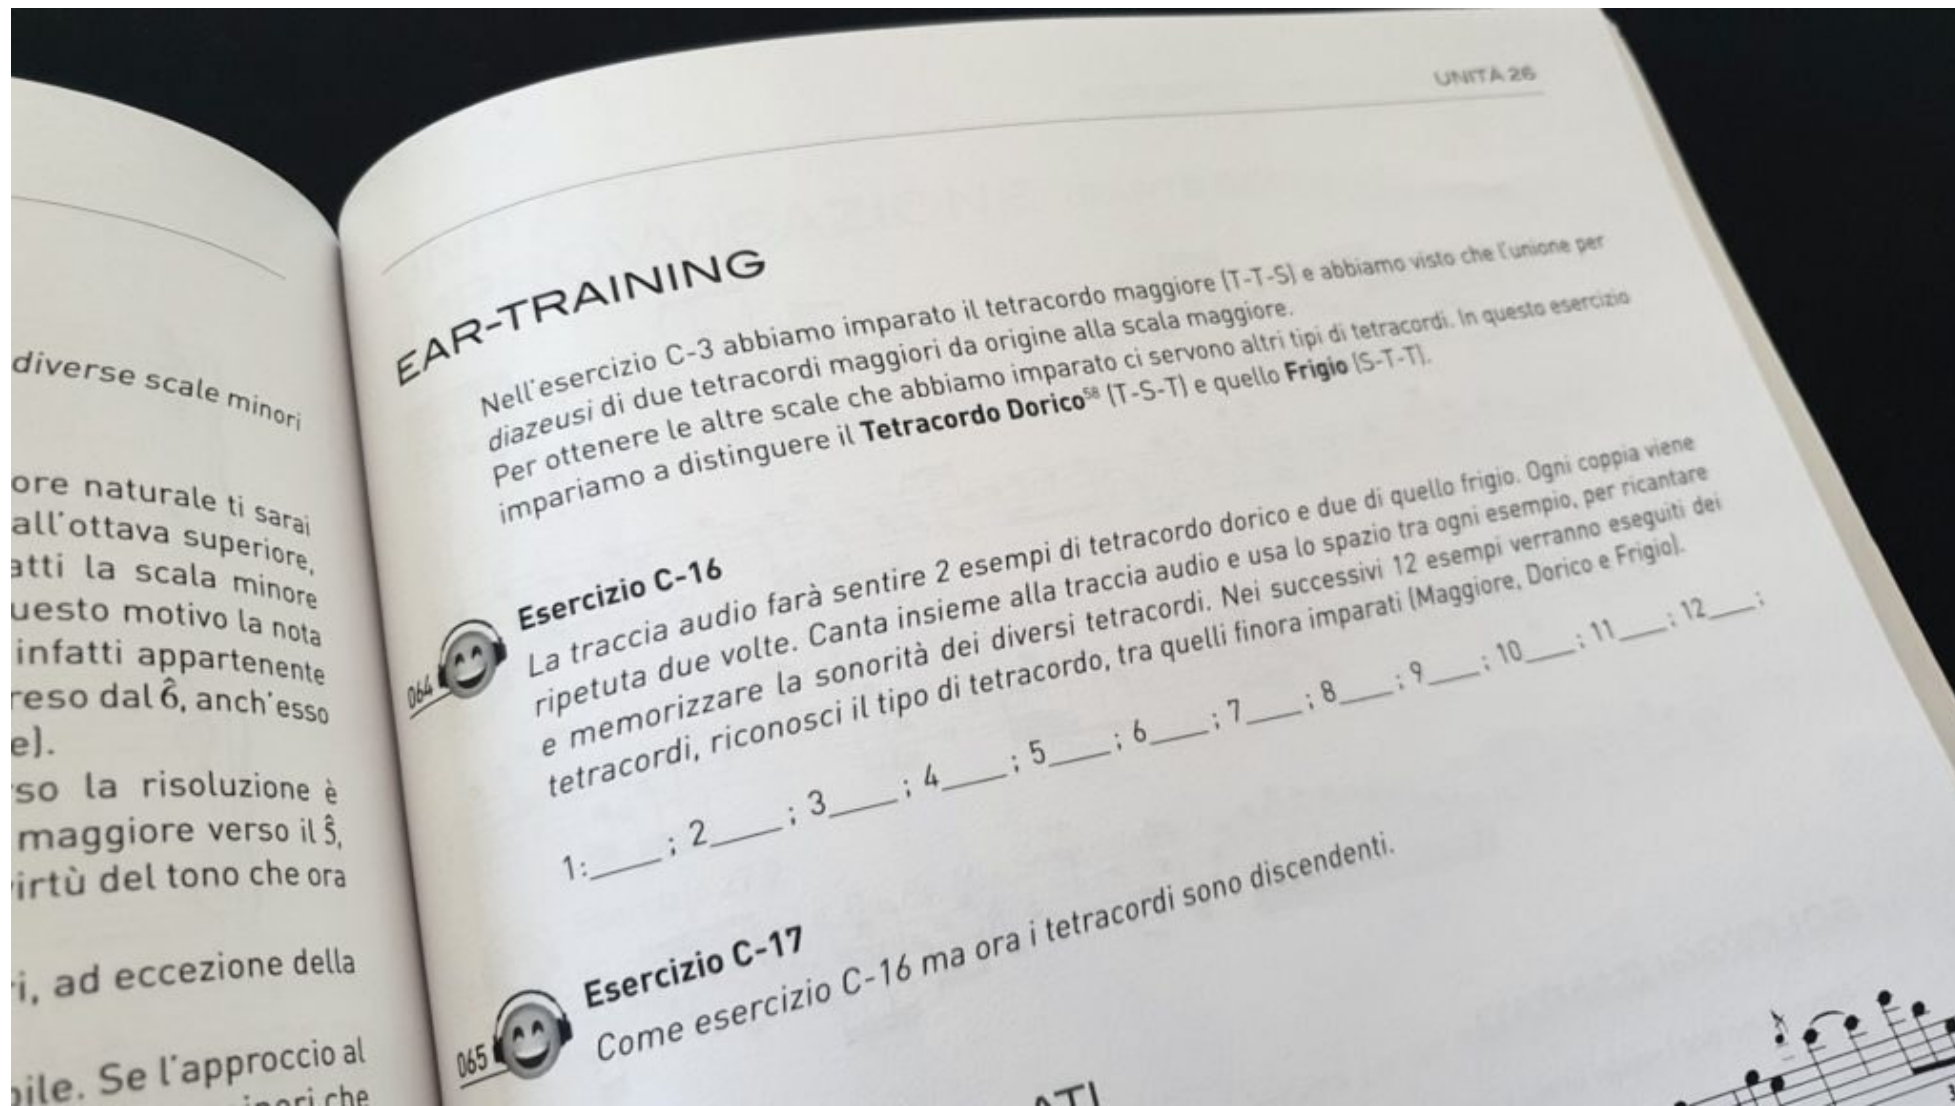 diverse scale minori
ore naturale ti sarai
all'ottava superiore,
atti la scala minore
uesto motivo la nota
infatti appartenente
reso dal 6̂, anch'esso
e).
so la risoluzione è
maggiore verso il 5̂,
irtù del tono che ora
i, ad eccezione della
bile. Se l'approccio al
che
UNITÀ 26
EAR-TRAINING
Nell'esercizio C-3 abbiamo imparato il tetracordo maggiore (T-T-S) e abbiamo visto che l'unione per
diazeusi di due tetracordi maggiori da origine alla scala maggiore.
Per ottenere le altre scale che abbiamo imparato ci servono altri tipi di tetracordi. In questo esercizio
impariamo a distinguere il Tetracordo Dorico⁵⁸ (T-S-T) e quello Frigio (S-T-T).
Esercizio C-16
064
La traccia audio farà sentire 2 esempi di tetracordo dorico e due di quello frigio. Ogni coppia viene
ripetuta due volte. Canta insieme alla traccia audio e usa lo spazio tra ogni esempio, per ricantare
e memorizzare la sonorità dei diversi tetracordi. Nei successivi 12 esempi verranno eseguiti dei
tetracordi, riconosci il tipo di tetracordo, tra quelli finora imparati (Maggiore, Dorico e Frigio).
1:____; 2____; 3____; 4____; 5____; 6____; 7____; 8____; 9____; 10____; 11____; 12____;
Esercizio C-17
065
Come esercizio C-16 ma ora i tetracordi sono discendenti.